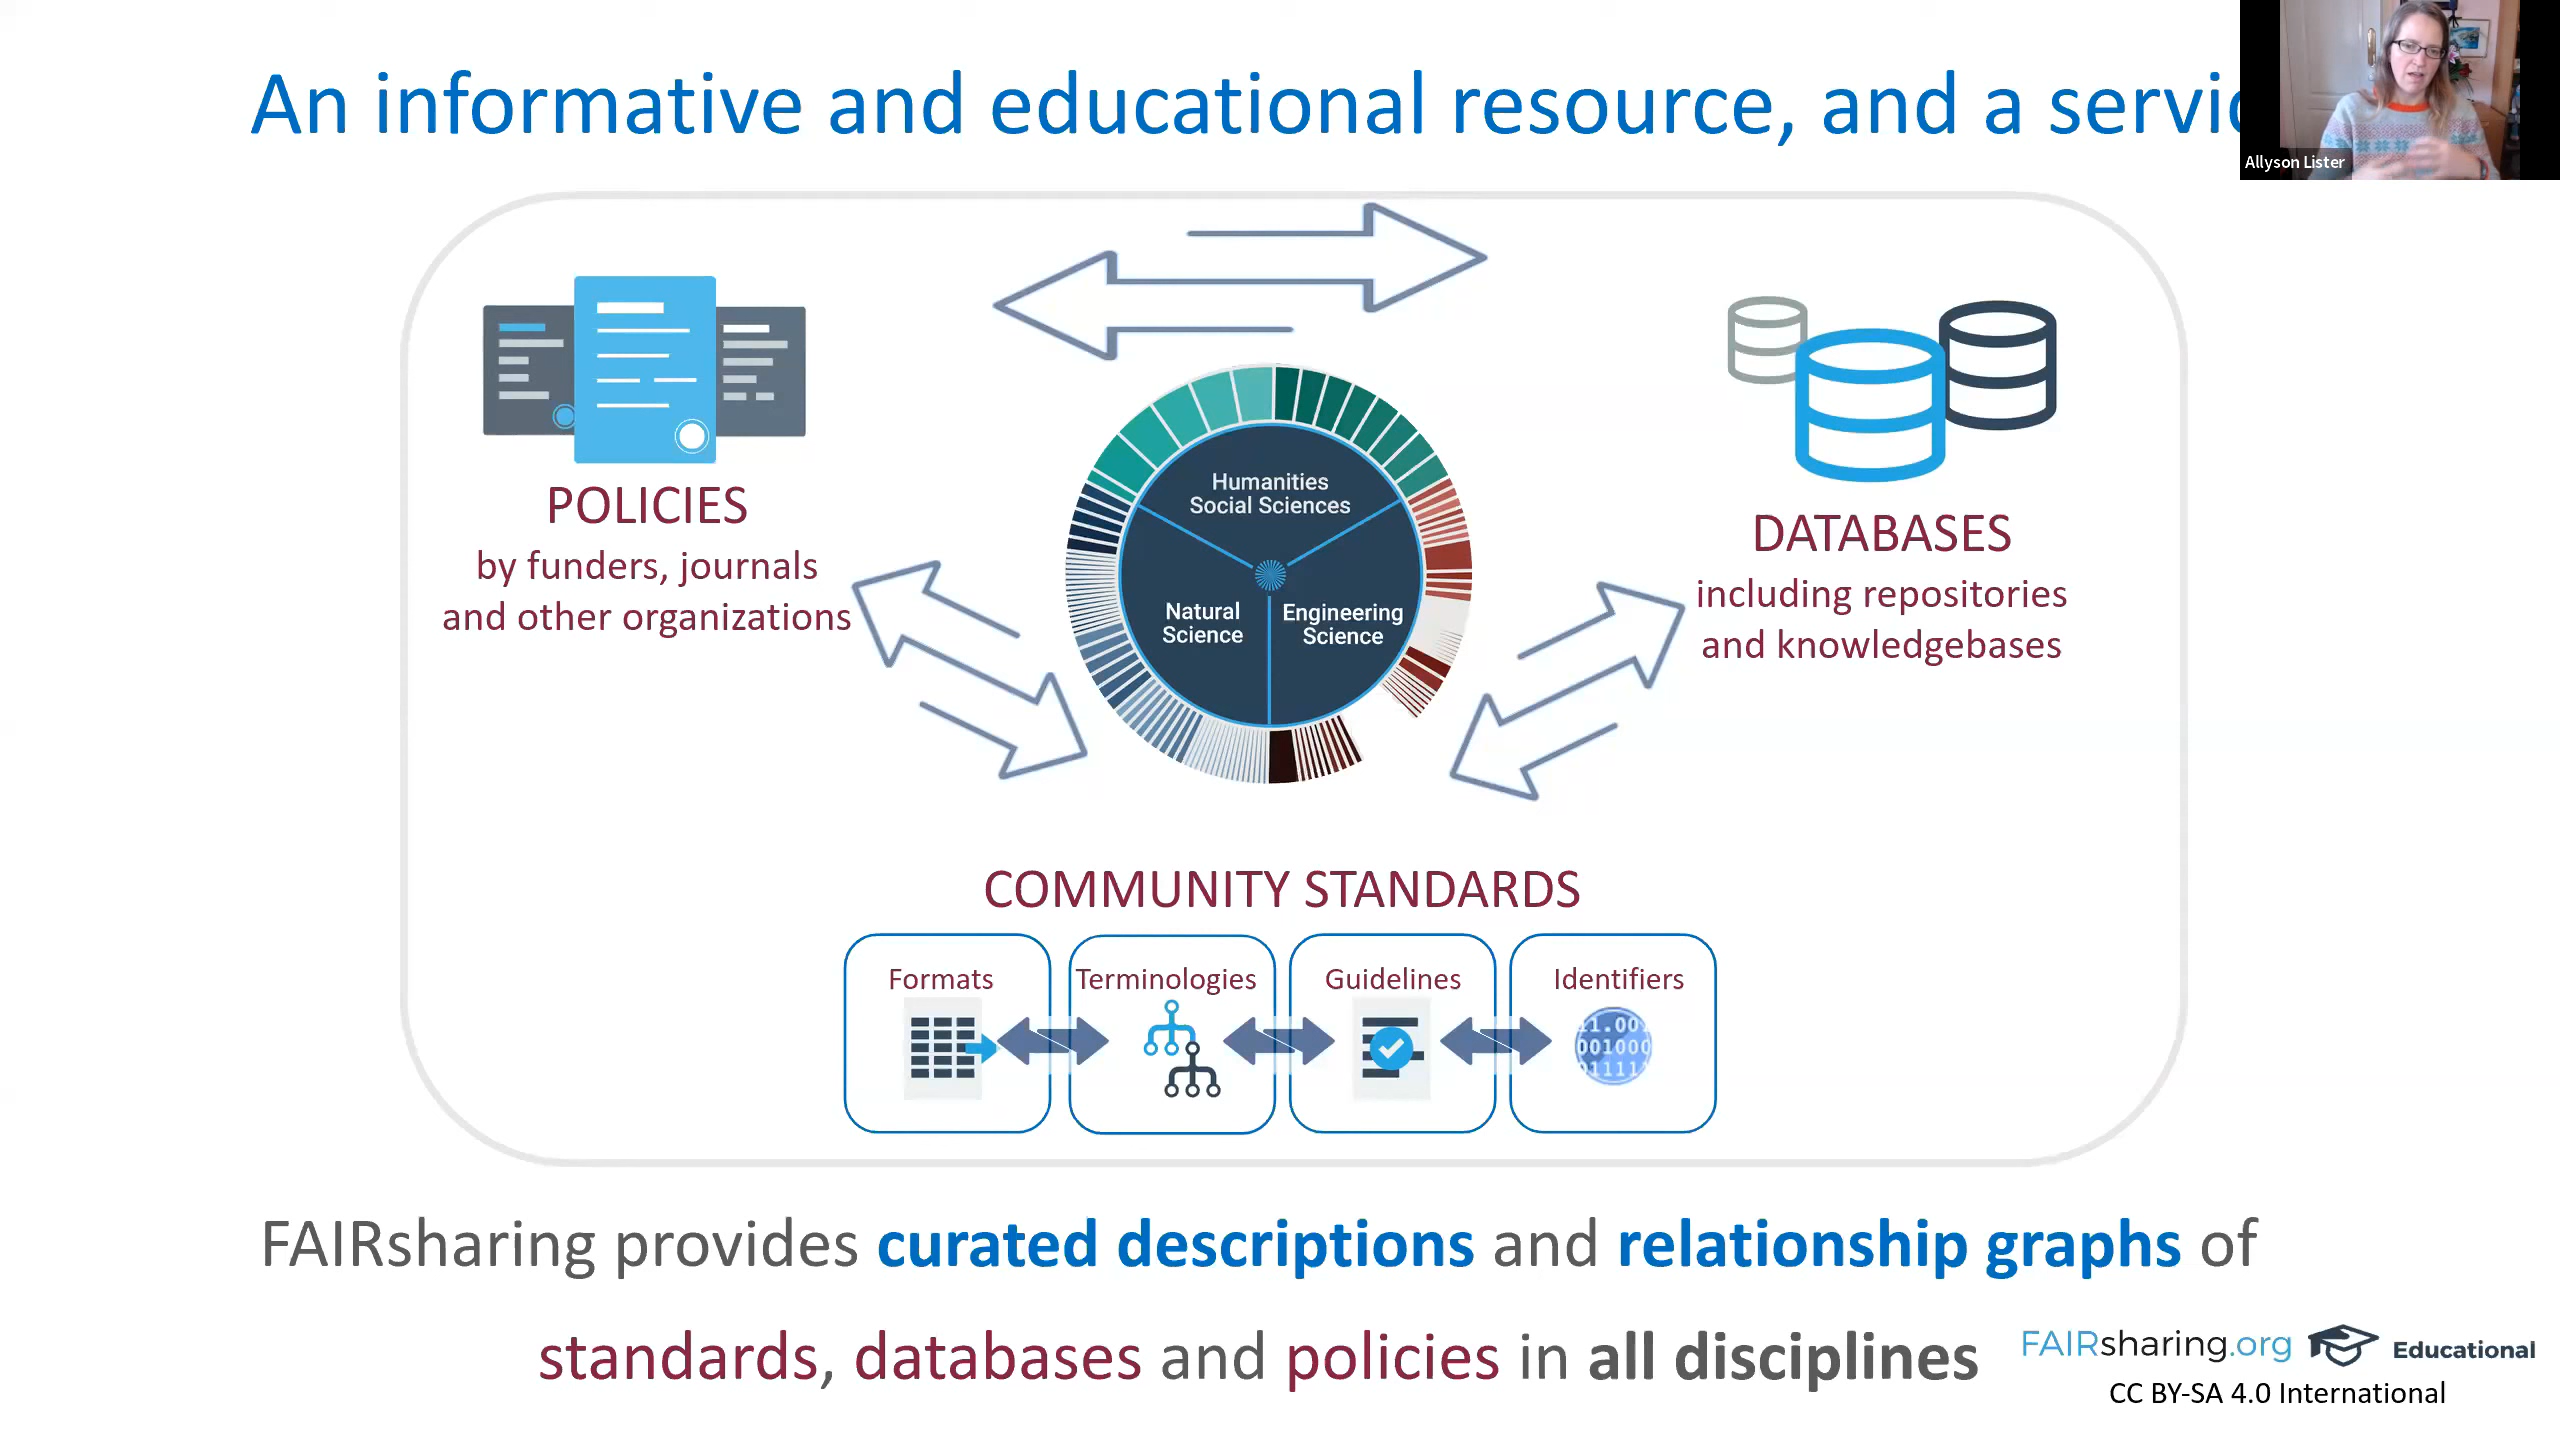 An informative and educational resource, and a
Allyson Lister
POLICIES
by funders, journals
and other organizations
Humanities
Social Sciences
Natural
Science
Engineering
Science
DATABASES
including repositories
and knowledgebases
COMMUNITY STANDARDS
Formats
Terminologies
Guidelines
Identifiers
FAIRsharing provides curated descriptions and relationship graphs of
standards, databases and policies in all disciplines
FAIRsharing.org
Educational
CC BY-SA 4.0 International